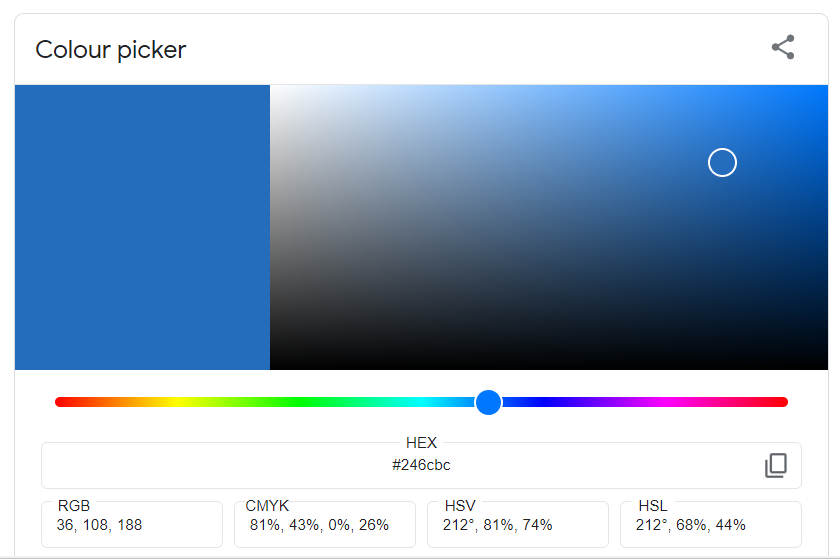 Colour picker
HEX
#246cbc
RGB
36, 108, 188
CMYK
81%, 43%, 0%, 26%
HSV
212°, 81%, 74%
HSL
212°, 68%, 44%